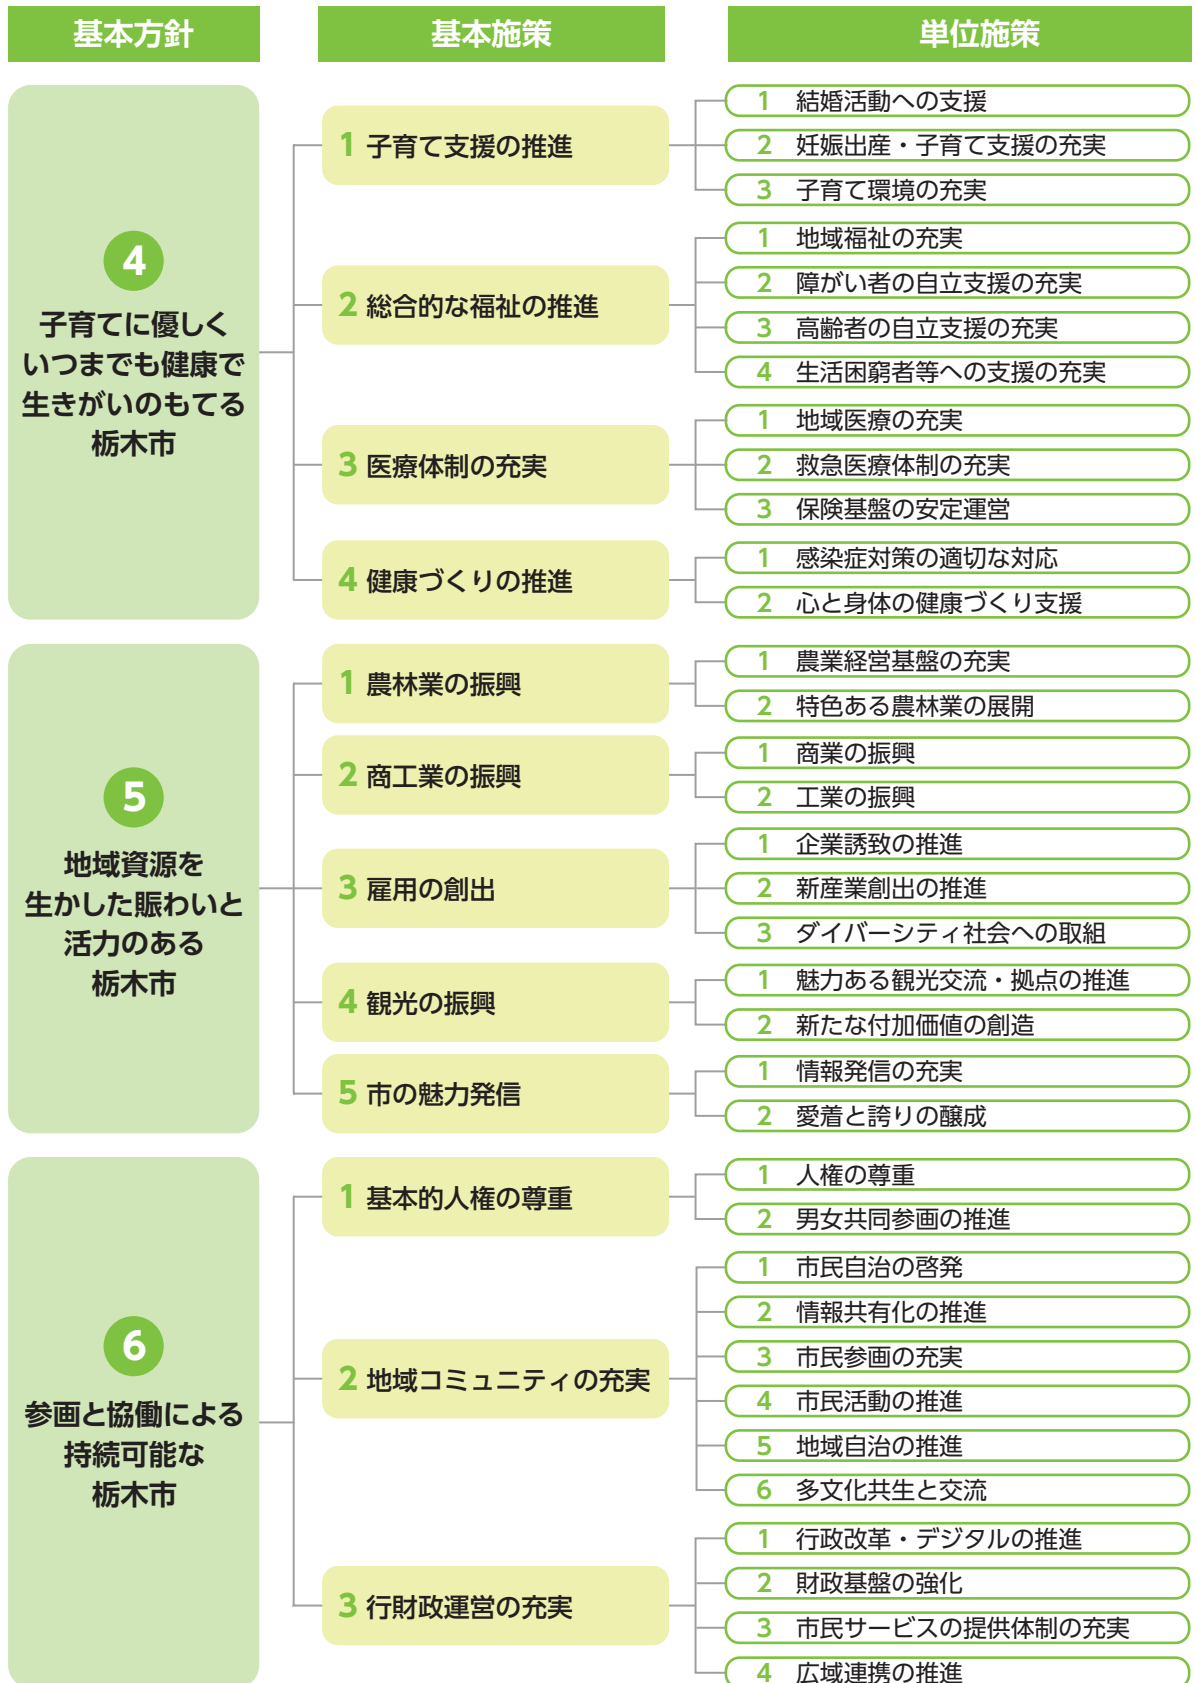 基本方針
基本施策
単位施策
4
子育てに優しく
いつまでも健康で
生きがいのもてる
栃木市
1 子育て支援の推進
1 結婚活動への支援
2 妊娠出産・子育て支援の充実
3 子育て環境の充実
2 総合的な福祉の推進
1 地域福祉の充実
2 障がい者の自立支援の充実
3 高齢者の自立支援の充実
4 生活困窮者等への支援の充実
3 医療体制の充実
1 地域医療の充実
2 救急医療体制の充実
3 保険基盤の安定運営
4 健康づくりの推進
1 感染症対策の適切な対応
2 心と身体の健康づくり支援
5
地域資源を
生かした賑わいと
活力のある
栃木市
1 農林業の振興
1 農業経営基盤の充実
2 特色ある農林業の展開
2 商工業の振興
1 商業の振興
2 工業の振興
3 雇用の創出
1 企業誘致の推進
2 新産業創出の推進
3 ダイバーシティ社会への取組
4 観光の振興
1 魅力ある観光交流・拠点の推進
2 新たな付加価値の創造
5 市の魅力発信
1 情報発信の充実
2 愛着と誇りの醸成
6
参画と協働による
持続可能な
栃木市
1 基本的人権の尊重
1 人権の尊重
2 男女共同参画の推進
2 地域コミュニティの充実
1 市民自治の啓発
2 情報共有化の推進
3 市民参画の充実
4 市民活動の推進
5 地域自治の推進
6 多文化共生と交流
3 行財政運営の充実
1 行政改革・デジタルの推進
2 財政基盤の強化
3 市民サービスの提供体制の充実
4 広域連携の推進